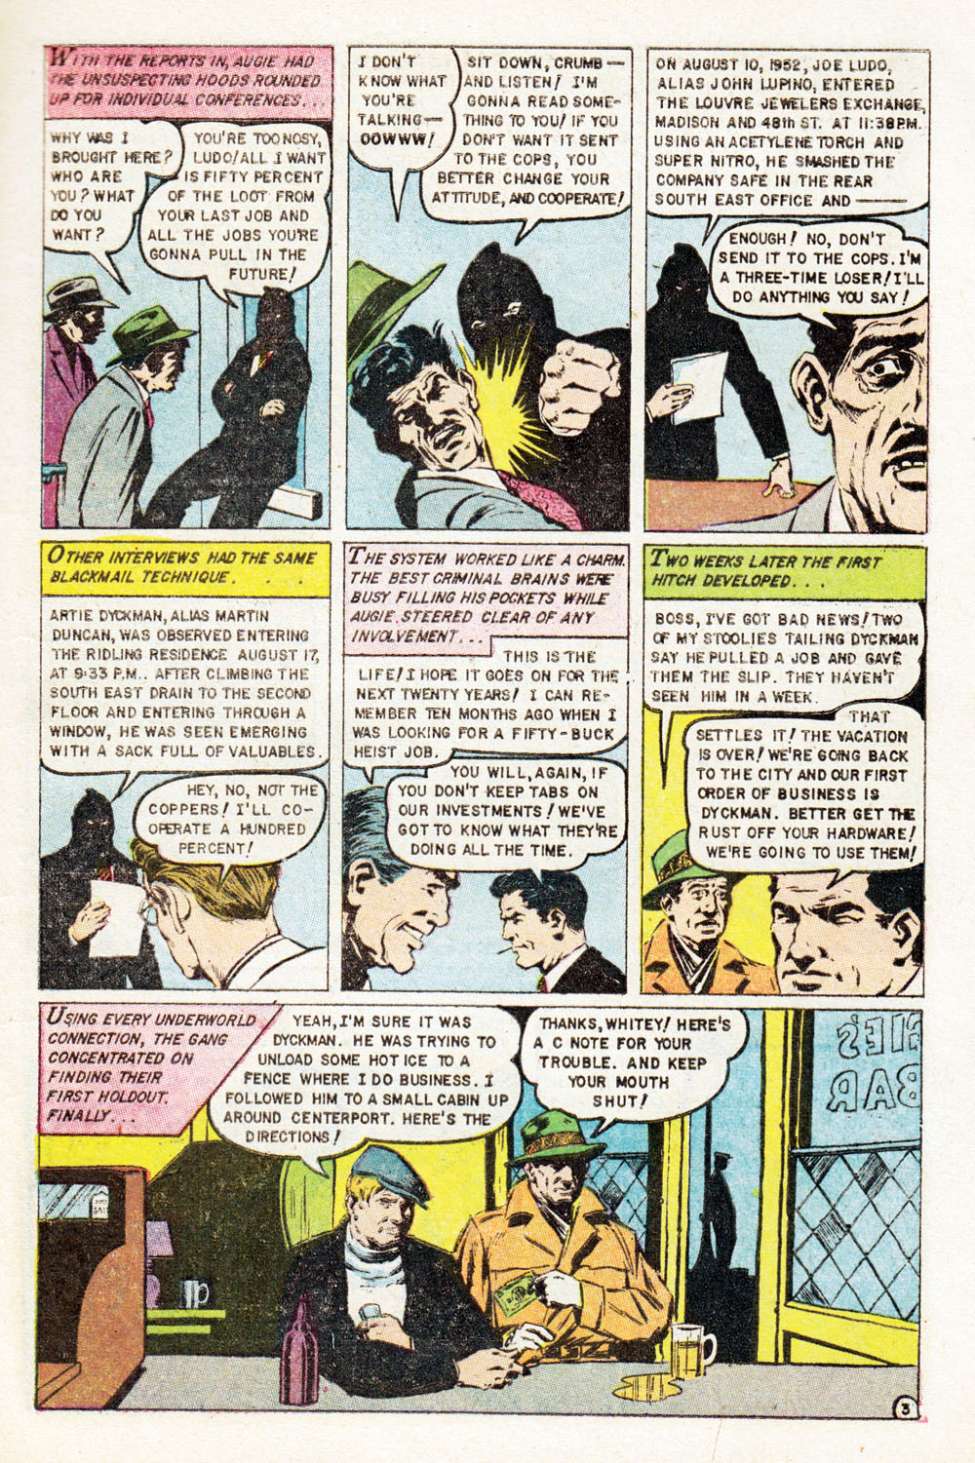 WITH THE REPORTS IN, AUGIE HAD
THE UNSUSPECTING HOODS ROUNDED
UP FOR INDIVIDUAL CONFERENCES...
WHY WAS I
BROUGHT HERE?
WHO ARE
YOU? WHAT
DO YOU
WANT?
YOU'RE TOO NOSY,
LUDO! ALL I WANT
IS FIFTY PERCENT
OF THE LOOT FROM
YOUR LAST JOB AND
ALL THE JOBS YOU'RE
GONNA PULL IN THE
FUTURE!
I DON'T
KNOW WHAT
YOU'RE
TALKING—
OOWWW!
SIT DOWN, CRUMB—
AND LISTEN! I'M
GONNA READ SOME-
THING TO YOU! IF YOU
DON'T WANT IT SENT
TO THE COPS, YOU
BETTER CHANGE YOUR
ATTITUDE, AND COOPERATE!
ON AUGUST 10, 1952, JOE LUDO,
ALIAS JOHN LUPINO, ENTERED
THE LOUVRE JEWELERS EXCHANGE,
MADISON AND 48th ST. AT 11:38 P.M.
USING AN ACETYLENE TORCH AND
SUPER NITRO, HE SMASHED THE
COMPANY SAFE IN THE REAR
SOUTH EAST OFFICE AND ——
ENOUGH! NO, DON'T
SEND IT TO THE COPS. I'M
A THREE-TIME LOSER! I'LL
DO ANYTHING YOU SAY!
OTHER INTERVIEWS HAD THE SAME
BLACKMAIL TECHNIQUE. . . .
ARTIE DYCKMAN, ALIAS MARTIN
DUNCAN, WAS OBSERVED ENTERING
THE RIDLING RESIDENCE AUGUST 17,
AT 9:33 P.M.. AFTER CLIMBING THE
SOUTH EAST DRAIN TO THE SECOND
FLOOR AND ENTERING THROUGH A
WINDOW, HE WAS SEEN EMERGING
WITH A SACK FULL OF VALUABLES.
HEY, NO, NOT THE
COPPERS! I'LL CO-
OPERATE A HUNDRED
PERCENT!
THE SYSTEM WORKED LIKE A CHARM.
THE BEST CRIMINAL BRAINS WERE
BUSY FILLING HIS POCKETS WHILE
AUGIE STEERED CLEAR OF ANY
INVOLVEMENT...
THIS IS THE
LIFE! I HOPE IT GOES ON FOR THE
NEXT TWENTY YEARS! I CAN RE-
MEMBER TEN MONTHS AGO WHEN I
WAS LOOKING FOR A FIFTY-BUCK
HEIST JOB.
YOU WILL, AGAIN, IF
YOU DON'T KEEP TABS ON
OUR INVESTMENTS! WE'VE
GOT TO KNOW WHAT THEY'RE
DOING ALL THE TIME.
TWO WEEKS LATER THE FIRST
HITCH DEVELOPED...
BOSS, I'VE GOT BAD NEWS! TWO
OF MY STOOLIES TAILING DYCKMAN
SAY HE PULLED A JOB AND GAVE
THEM THE SLIP. THEY HAVEN'T
SEEN HIM IN A WEEK.
THAT
SETTLES IT! THE VACATION
IS OVER! WE'RE GOING BACK
TO THE CITY AND OUR FIRST
ORDER OF BUSINESS IS
DYCKMAN. BETTER GET THE
RUST OFF YOUR HARDWARE!
WE'RE GOING TO USE THEM!
USING EVERY UNDERWORLD
CONNECTION, THE GANG
CONCENTRATED ON
FINDING THEIR
FIRST HOLDOUT.
FINALLY...
YEAH, I'M SURE IT WAS
DYCKMAN. HE WAS TRYING TO
UNLOAD SOME HOT ICE TO A
FENCE WHERE I DO BUSINESS. I
FOLLOWED HIM TO A SMALL CABIN UP
AROUND CENTERPORT. HERE'S THE
DIRECTIONS!
THANKS, WHITEY! HERE'S
A C NOTE FOR YOUR
TROUBLE. AND KEEP
YOUR MOUTH
SHUT!
BAR
3